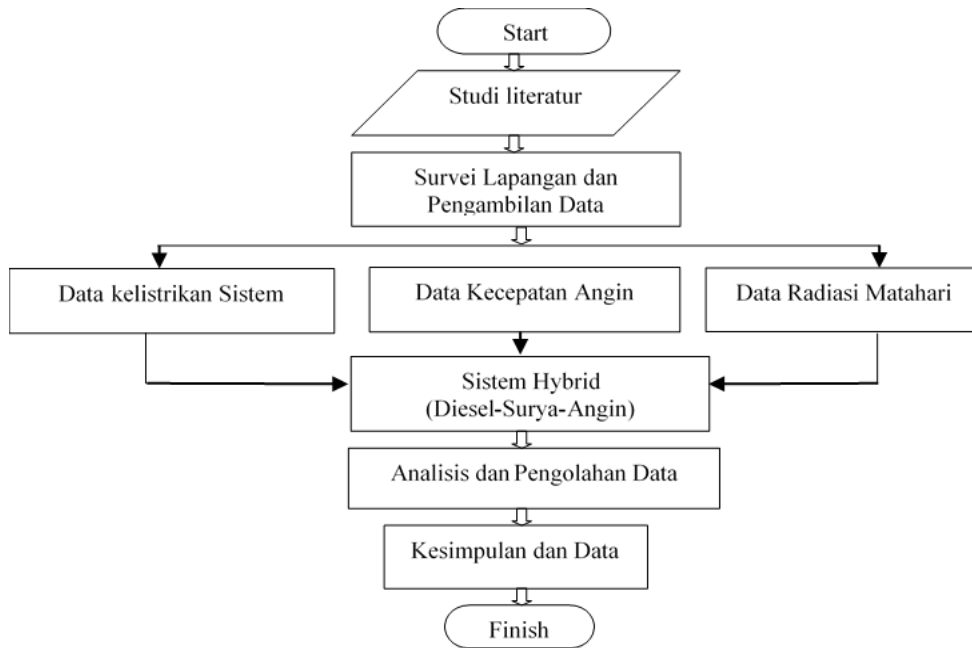 Start
Studi literatur
Survei Lapangan dan
Pengambilan Data
Data kelistrikan Sistem
Data Kecepatan Angin
Data Radiasi Matahari
Sistem Hybrid
(Diesel-Surya-Angin)
Analisis dan Pengolahan Data
Kesimpulan dan Data
Finish